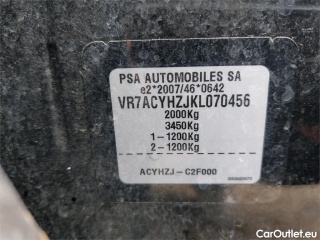 PSA AUTOMOBILES SA
e2*2007/46*0642
VR7ACYHZJKL070456
2000Kg
3450Kg
1-1200Kg
2-1200Kg
ACYHZJ-C2F000
CarOutlet.eu